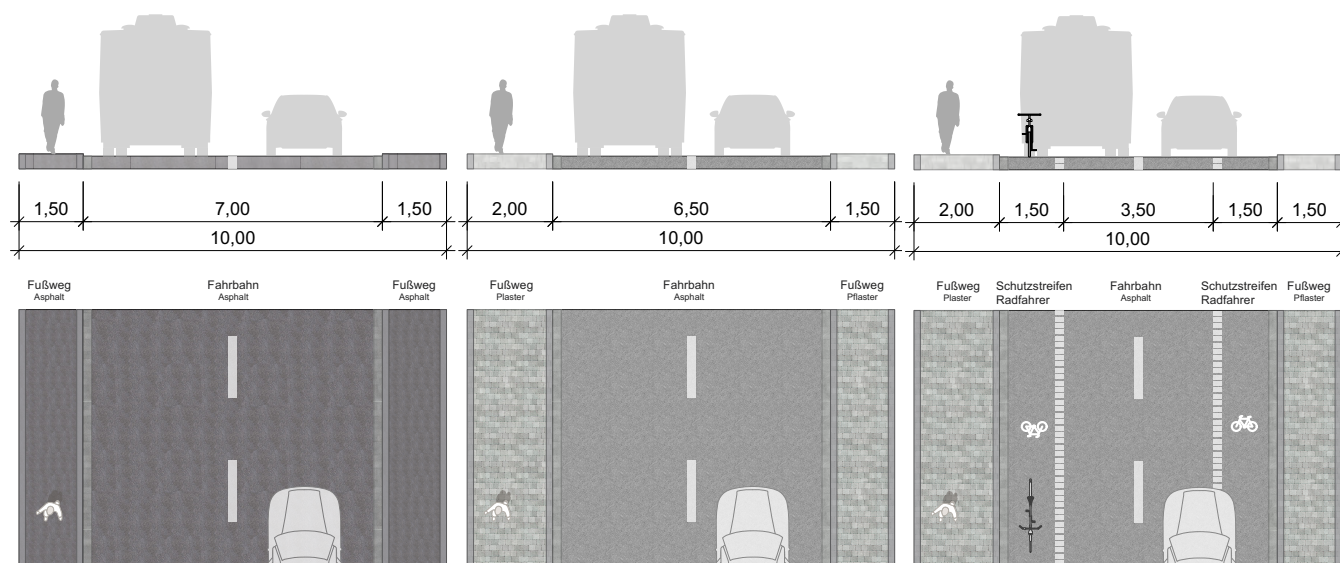 1,50 7,00 1,50
10,00
Fußweg Fahrbahn Fußweg
Asphalt Asphalt Asphalt
2,00 6,50 1,50
10,00
Fußweg Fahrbahn Fußweg
Plaster Asphalt Pflaster
2,00 1,50 3,50 1,50 1,50
10,00
Fußweg Schutzstreifen Fahrbahn Schutzstreifen Fußweg
Plaster Radfahrer Asphalt Radfahrer Pflaster